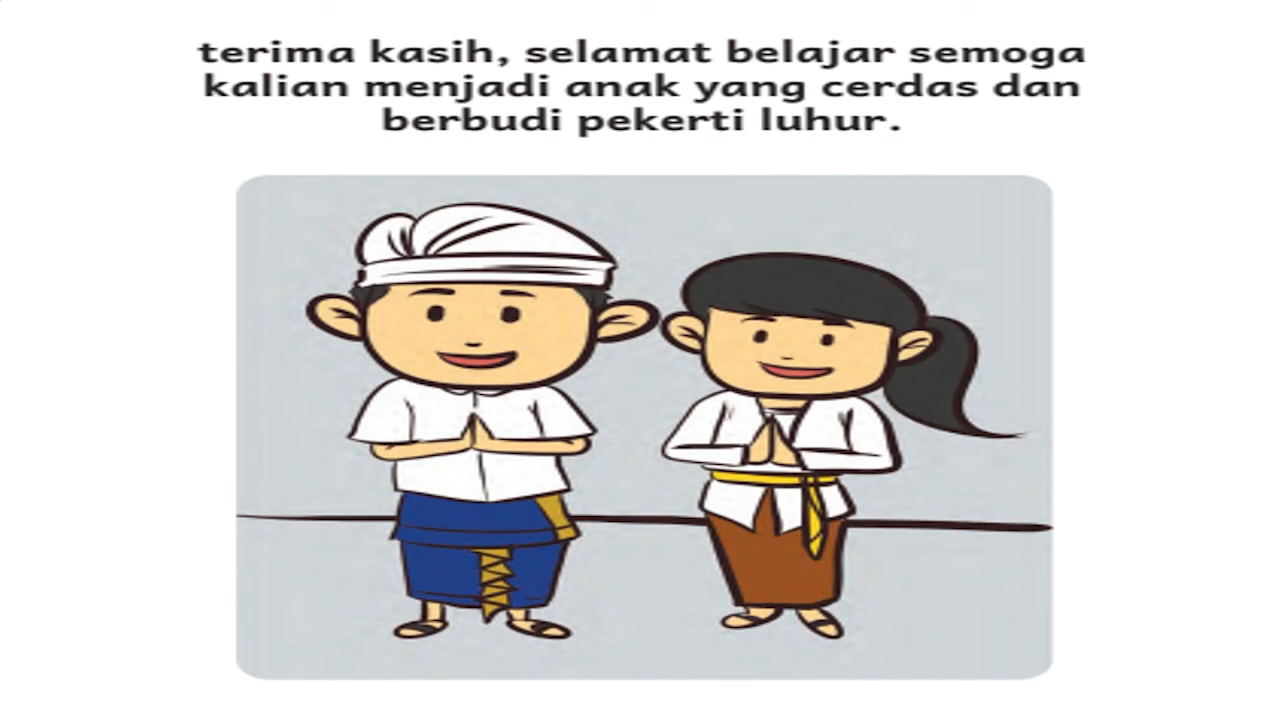 terima kasih, selamat belajar semoga
kalian menjadi anak yang cerdas dan
berbudi pekerti luhur.